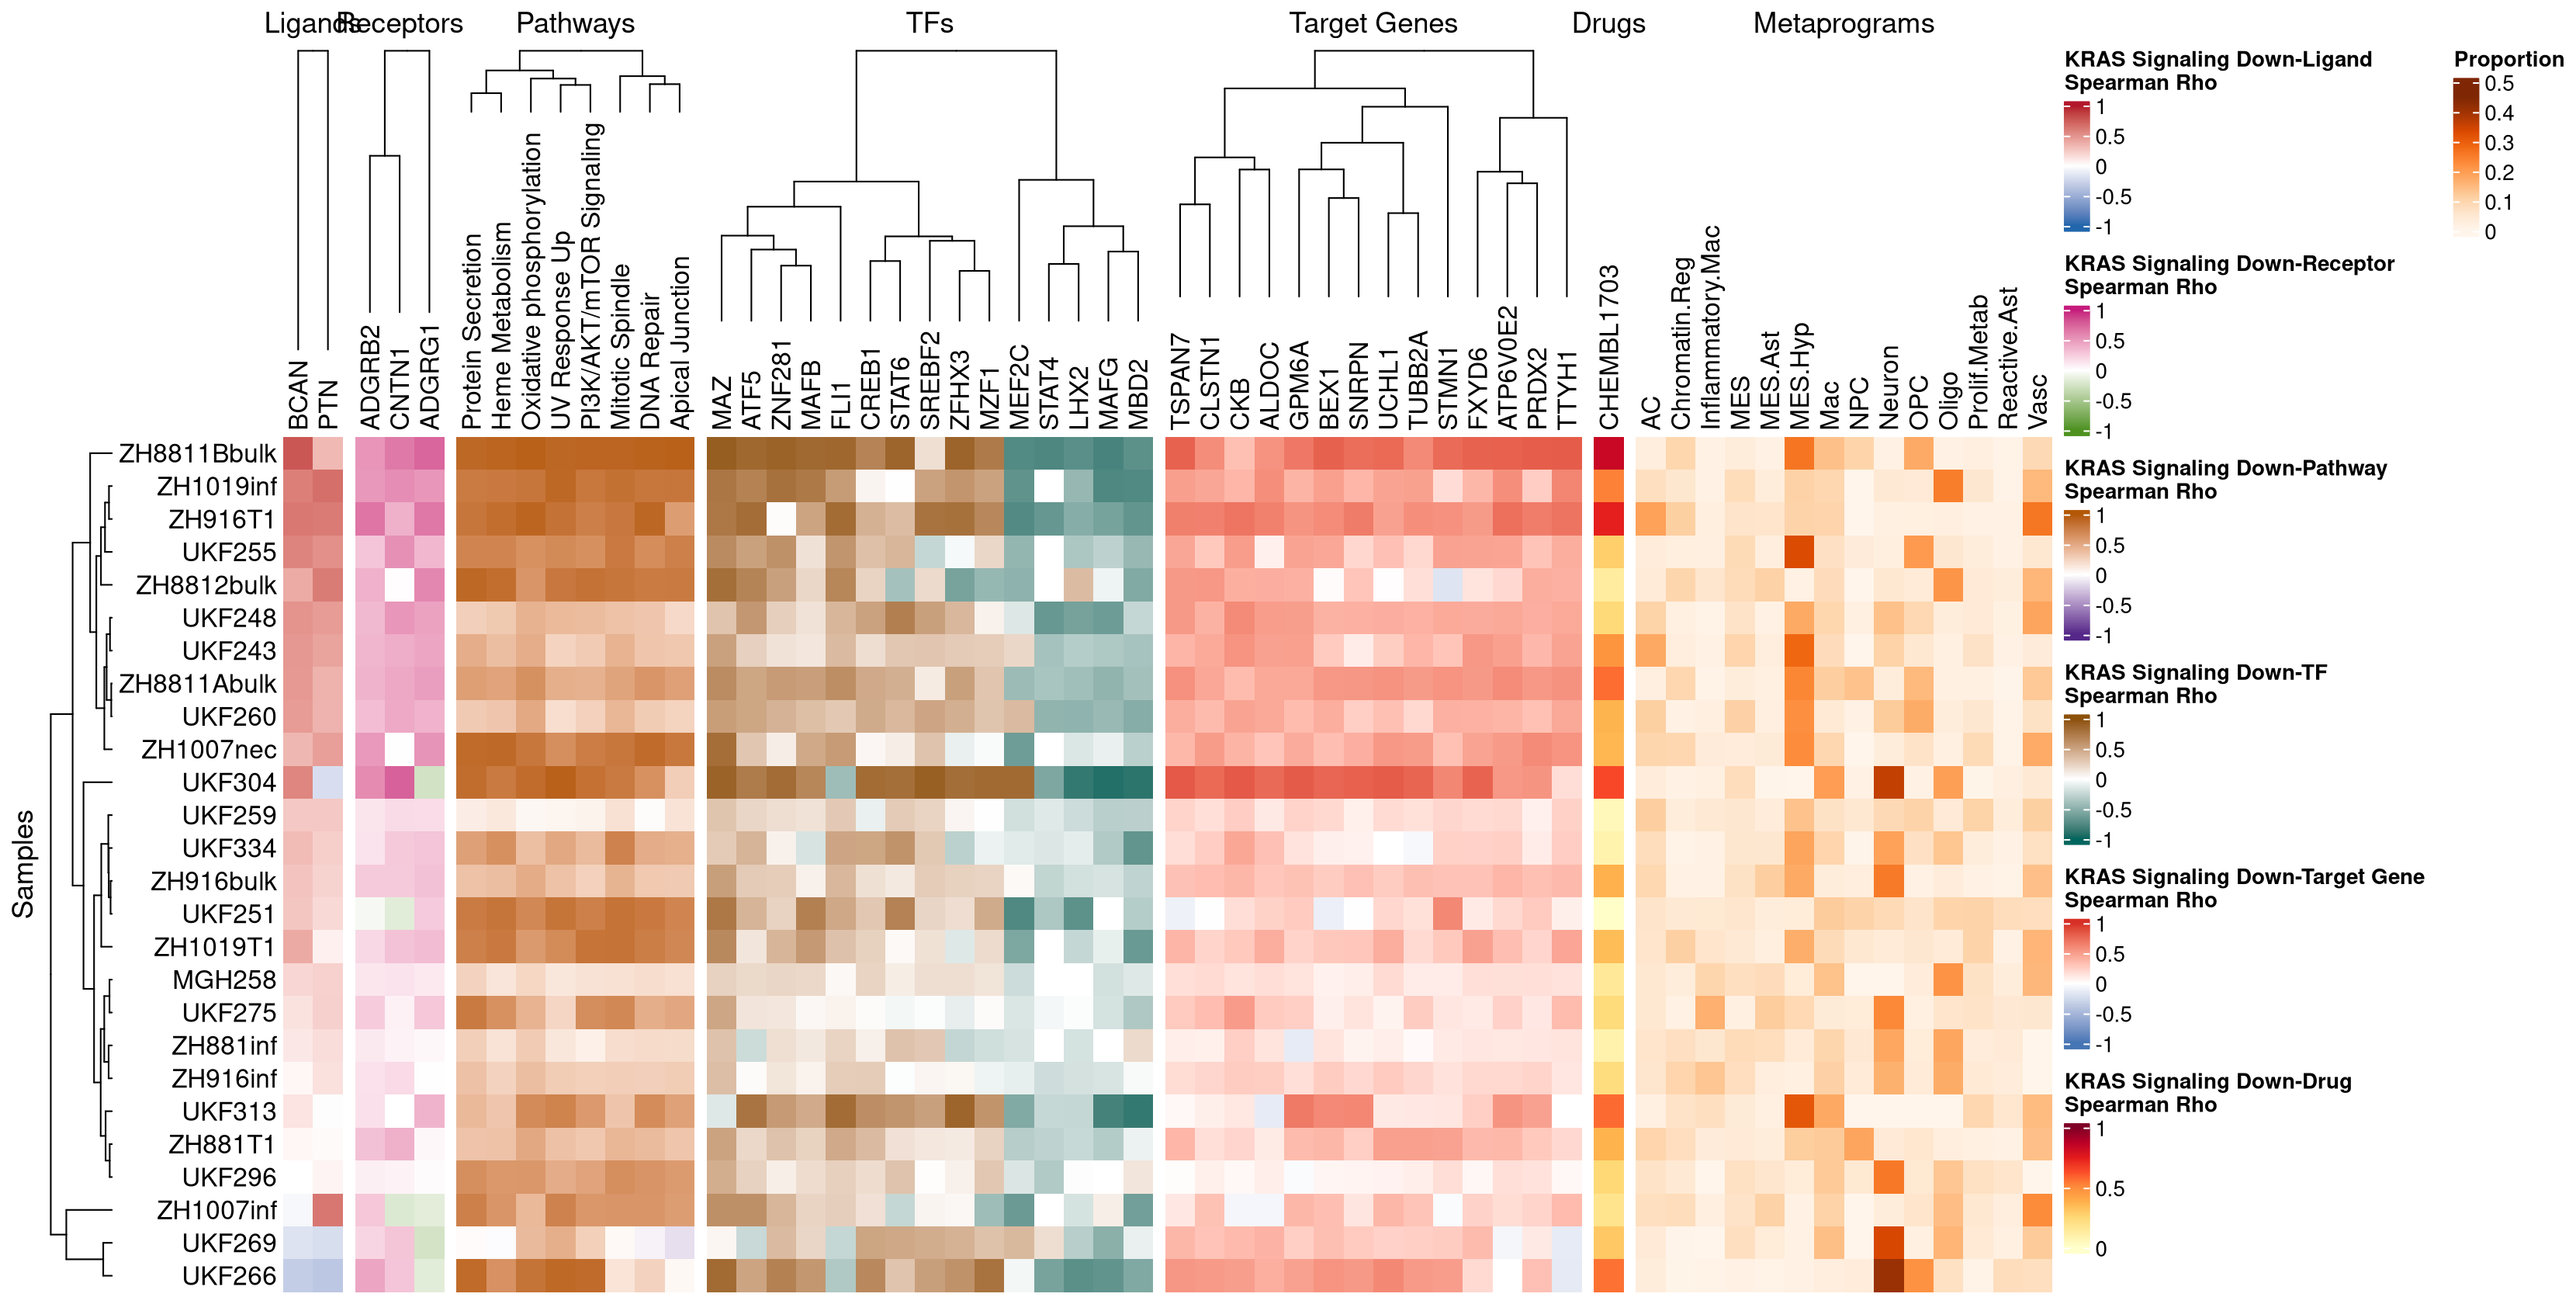 Ligands Receptors Pathways TFs Target Genes Drugs Metaprograms
BCAN
PTN
ADGRB2
CNTN1
ADGRG1
Protein Secretion
Heme Metabolism
Oxidative phosphorylation
UV Response Up
PI3K/AKT/mTOR Signaling
Mitotic Spindle
DNA Repair
Apical Junction
MAZ
ATF5
ZNF281
MAFB
FLI1
CREB1
STAT6
SREBF2
ZFHX3
MZF1
MEF2C
STAT4
LHX2
MAFG
MBD2
TSPAN7
CLSTN1
CKB
ALDOC
GPM6A
BEX1
SNRPN
UCHL1
TUBB2A
STMN1
FXYD6
ATP6V0E2
PRDX2
TTYH1
CHEMBL1703
AC
Chromatin.Reg
Inflammatory.Mac
MES
MES.Ast
MES.Hyp
Mac
NPC
Neuron
OPC
Oligo
Prolif.Metab
Reactive.Ast
Vasc
Samples
ZH8811Bbulk
ZH1019inf
ZH916T1
UKF255
ZH8812bulk
UKF248
UKF243
ZH8811Abulk
UKF260
ZH1007nec
UKF304
UKF259
UKF334
ZH916bulk
UKF251
ZH1019T1
MGH258
UKF275
ZH881inf
ZH916inf
UKF313
ZH881T1
UKF296
ZH1007inf
UKF269
UKF266
KRAS Signaling Down-Ligand
Spearman Rho
1
0.5
0
-0.5
-1
KRAS Signaling Down-Receptor
Spearman Rho
1
0.5
0
-0.5
-1
KRAS Signaling Down-Pathway
Spearman Rho
1
0.5
0
-0.5
-1
KRAS Signaling Down-TF
Spearman Rho
1
0.5
0
-0.5
-1
KRAS Signaling Down-Target Gene
Spearman Rho
1
0.5
0
-0.5
-1
KRAS Signaling Down-Drug
Spearman Rho
1
0.5
0
Proportion
0.5
0.4
0.3
0.2
0.1
0